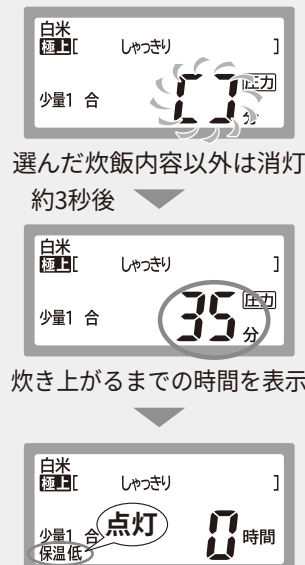 白米
極上[ しゃっきり ]
圧力
少量1 合
分
選んだ炊飯内容以外は消灯
約3秒後
白米
極上[ しゃっきり ]
圧力
少量1 合 35 分
炊き上がるまでの時間を表示
白米
極上[ しゃっきり ]
少量1 合 点灯 0 時間
保温 低